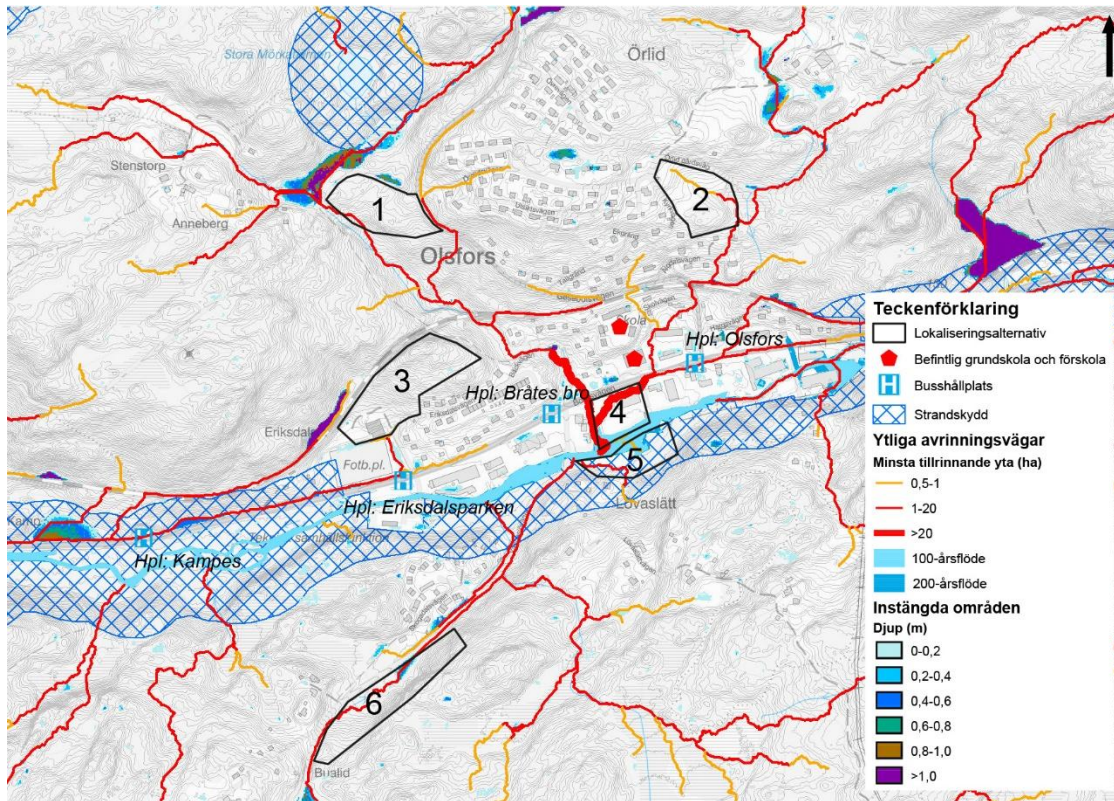 Stora Mörkatjärnen
Örlid
Stenstorp
Anneberg
1
2
Olsfors
Skola
Hpl: Olsfors
3
Hpl: Bråtes bro
4
Eriksdal
5
Fotb.pl.
Lövaslätt
Hpl: Eriksdalsparken
Hpl: Kampes
6
Bualid
Teckenförklaring
Lokaliseringsalternativ
Befintlig grundskola och förskola
H Busshållplats
Strandskydd
Ytliga avrinningsvägar
Minsta tillrinnande yta (ha)
0,5-1
1-20
>20
100-årsflöde
200-årsflöde
Instängda områden
Djup (m)
0-0,2
0,2-0,4
0,4-0,6
0,6-0,8
0,8-1,0
>1,0